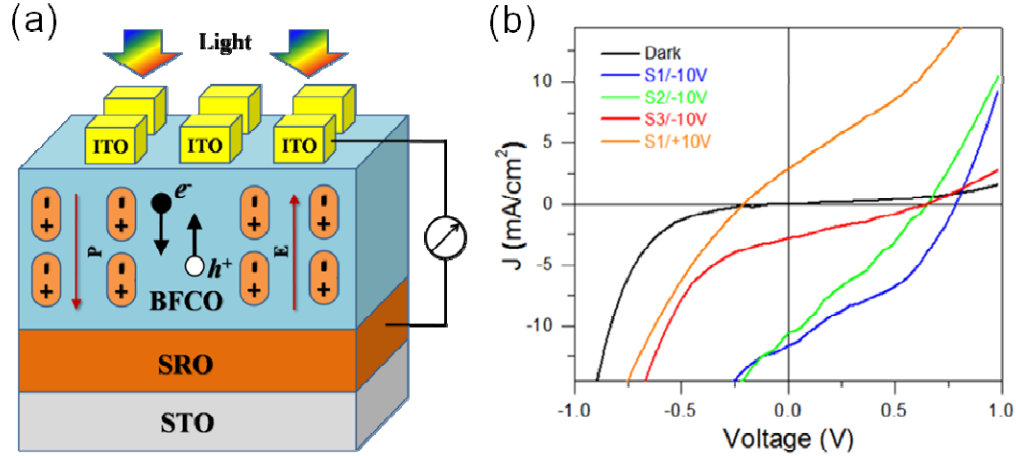 (a)
Light
ITO
ITO
ITO
- - - -
+ + + +
e-
P
E
h+
- - - -
+ + + +
BFCO
SRO
STO
(b)
Dark
S1/-10V
S2/-10V
S3/-10V
S1/+10V
10
5
0
-5
-10
J (mA/cm²)
-1.0 -0.5 0.0 0.5 1.0
Voltage (V)